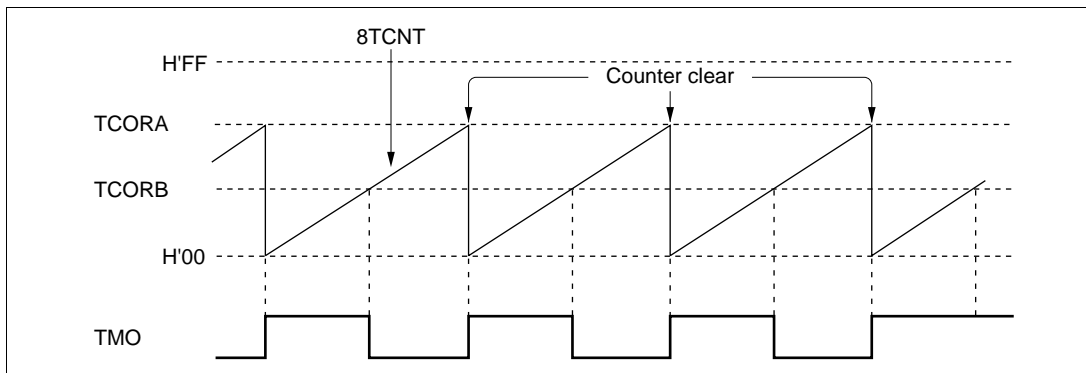 8TCNT
H'FF
Counter clear
TCORA
TCORB
H'00
TMO